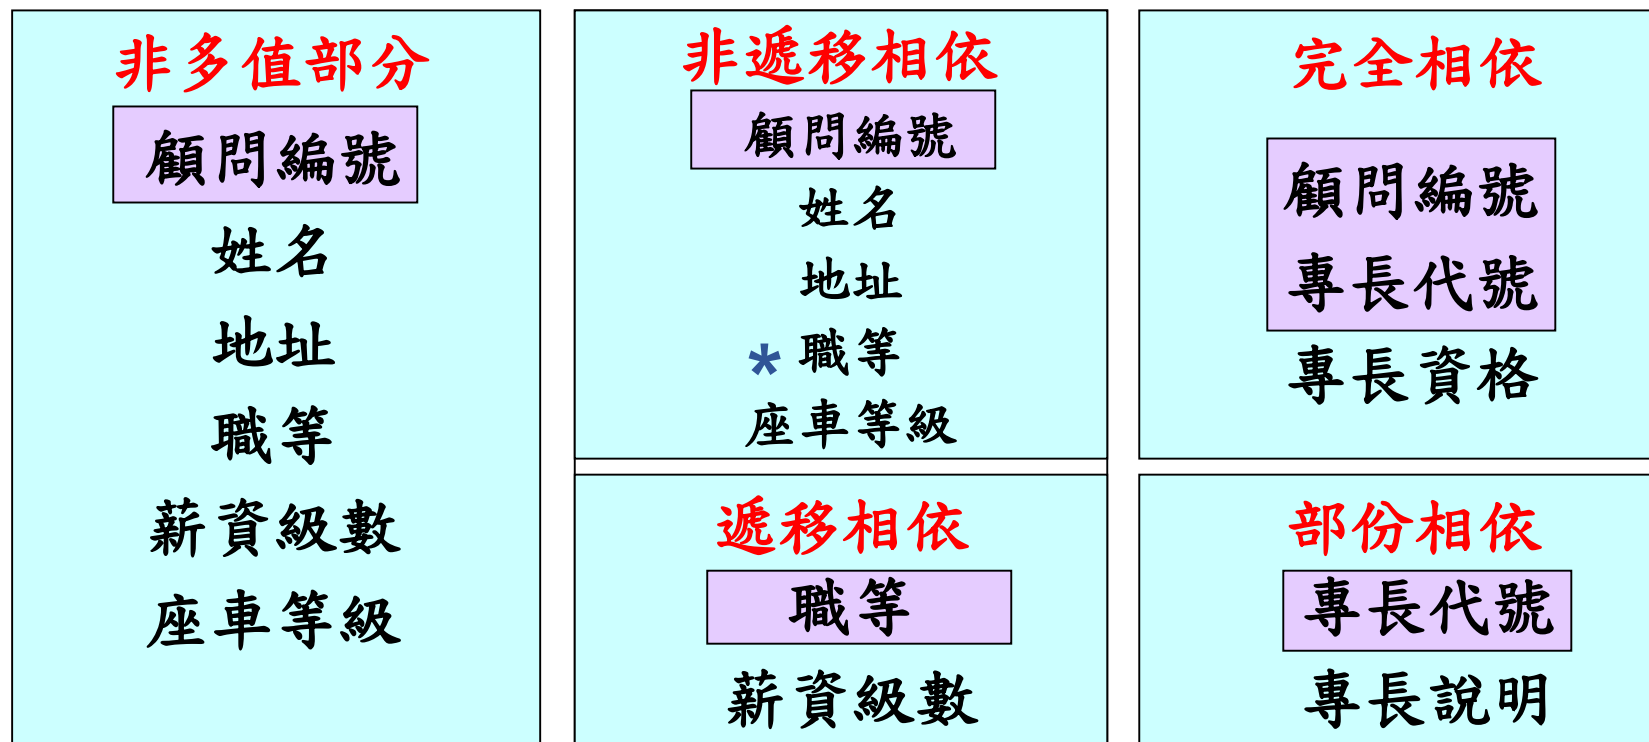 非多值部分
顧問編號
姓名
地址
職等
薪資級數
座車等級
非遞移相依
顧問編號
姓名
地址
* 職等
座車等級
遞移相依
職等
薪資級數
完全相依
顧問編號
專長代號
專長資格
部份相依
專長代號
專長說明